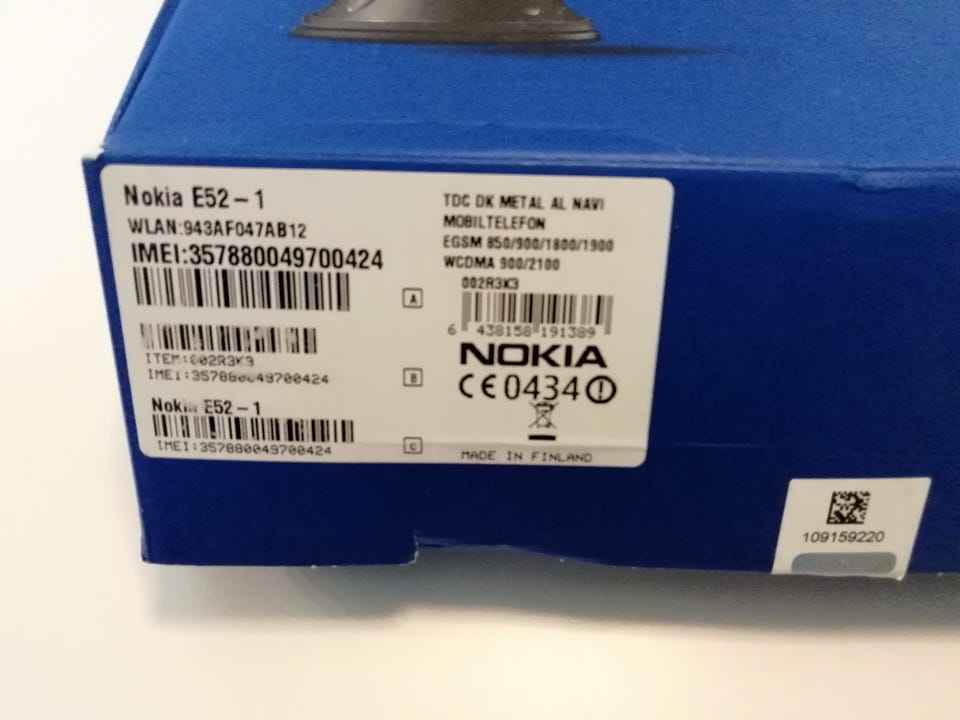 Nokia E52-1
WLAN:943AF047AB12
IMEI:357880049700424
A
ITEM:002R3K3
IMEI:357880049700424
B
Nokia E52-1
IMEI:357880049700424
C
TDC DK METAL AL NAVI
MOBILTELEFON
EGSM 850/900/1800/1900
WCDMA 900/2100
002R3K3
6 438158 191389
NOKIA
CE0434
MADE IN FINLAND
109159220